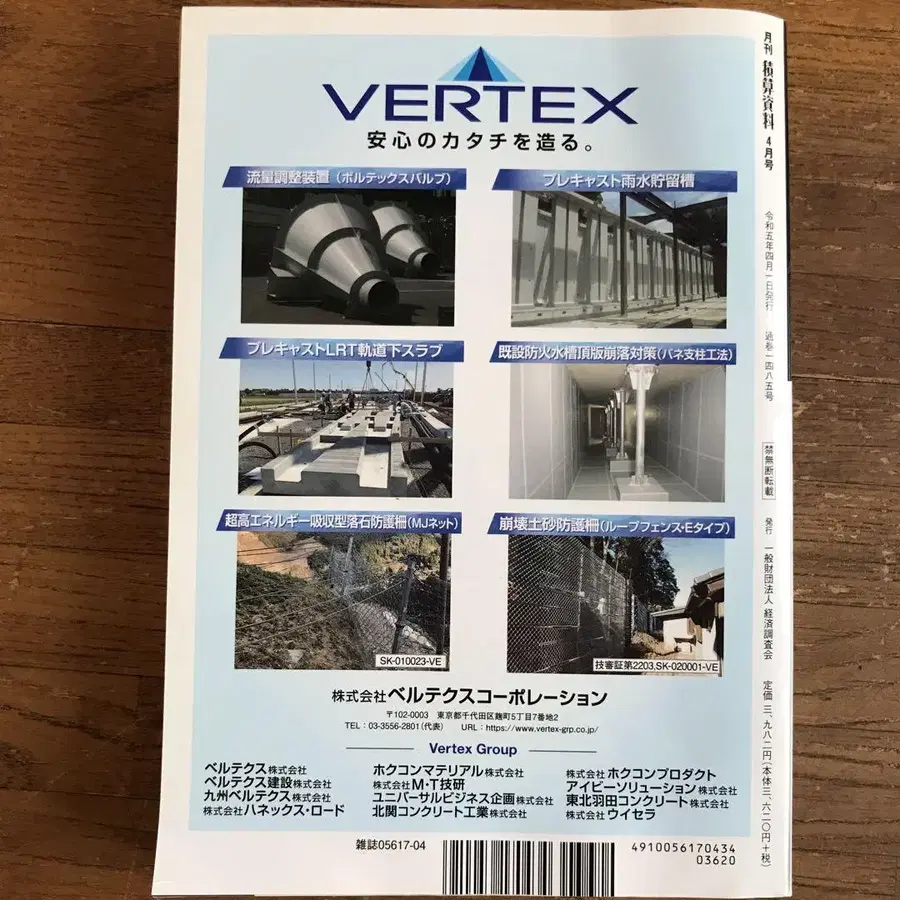 VERTEX
安心のカタチを造る。
流量調整装置（ボルテックスバルブ）
プレキャスト雨水貯留槽
プレキャストLRT軌道下スラブ
既設防火水槽頂版崩落対策(バネ支柱工法)
超高エネルギー吸収型落石防護柵(MJネット)
崩壊土砂防護柵(ループフェンス・Eタイプ)
SK-010023-VE
技審証第2203,SK-020001-VE
株式会社ベルテクスコーポレーション
〒102-0003 東京都千代田区麹町5丁目7番地2
TEL：03-3556-2801(代表) URL：https://www.vertex-grp.co.jp/
Vertex Group
ベルテクス株式会社
ベルテクス建設株式会社
九州ベルテクス株式会社
株式会社ハネックス・ロード
ホクコンマテリアル株式会社
株式会社M・T技研
ユニバーサルビジネス企画株式会社
北関コンクリート工業株式会社
株式会社ホクコンプロダクト
アイビーソリューション株式会社
東北羽田コンクリート株式会社
株式会社ウイセラ
雑誌05617-04
4910056170434
03620
月刊 積算資料 4月号
令和五年四月一日発行 通巻一四八五号
禁無断転載
発行 一般財団法人 経済調査会
定価 三、九八二円(本体三、六二〇円+税)